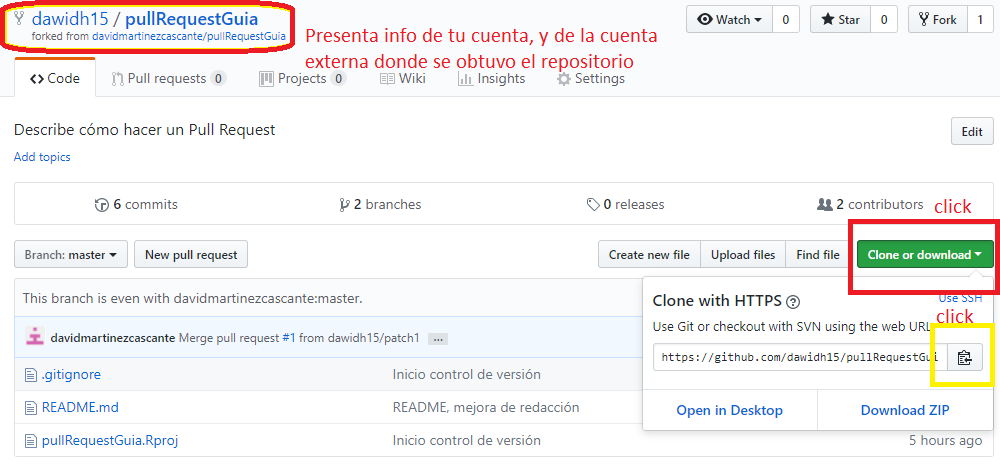 dawidh15 / pullRequestGuia
forked from davidmartinezcascante/pullRequestGuia
Watch 0 Star 0 Fork 1
Presenta info de tu cuenta, y de la cuenta
externa donde se obtuvo el repositorio
Code Pull requests 0 Projects 0 Wiki Insights Settings
Describe cómo hacer un Pull Request
Edit
Add topics
6 commits 2 branches 0 releases 2 contributors
click
Branch: master New pull request Create new file Upload files Find file Clone or download
This branch is even with davidmartinezcascante:master.
Clone with HTTPS ?
Use SSH
click
Use Git or checkout with SVN using the web URL
davidmartinezcascante Merge pull request #1 from dawidh15/patch1 ...
https://github.com/dawidh15/pullRequestGui
.gitignore Inicio control de versión
README.md README, mejora de redacción
Open in Desktop Download ZIP
pullRequestGuia.Rproj Inicio control de versión 5 hours ago